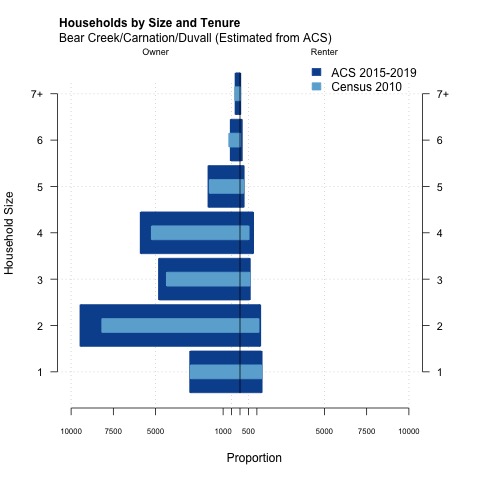 Households by Size and Tenure
Bear Creek/Carnation/Duvall (Estimated from ACS)
Owner
Renter
ACS 2015-2019
Census 2010
7+
7+
6
6
5
5
4
4
3
3
2
2
1
1
Household Size
10000 7500 5000 1000 500 5000 7500 10000
Proportion